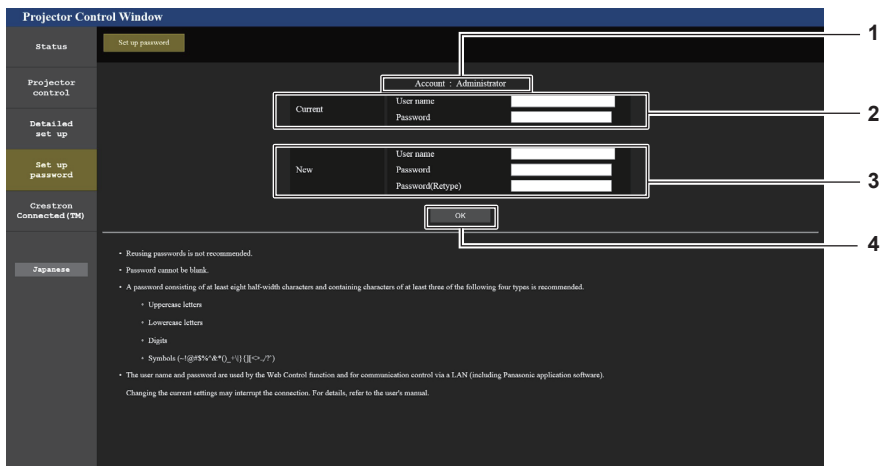 Projector Control Window
Status
Set up password
1
Projector
control
Account : Administrator
Current
User name
Password
2
Detailed
set up
Set up
password
New
User name
Password
Password(Retype)
3
Crestron
Connected(TM)
OK
4
Japanese
• Reusing passwords is not recommended.
• Password cannot be blank.
• A password consisting of at least eight half-width characters and containing characters of at least three of the following four types is recommended.
• Uppercase letters
• Lowercase letters
• Digits
• Symbols
• The user name and password are used by the Web Control function and for communication control via a LAN (including Panasonic application software).
Changing the current settings may interrupt the connection. For details, refer to the user's manual.